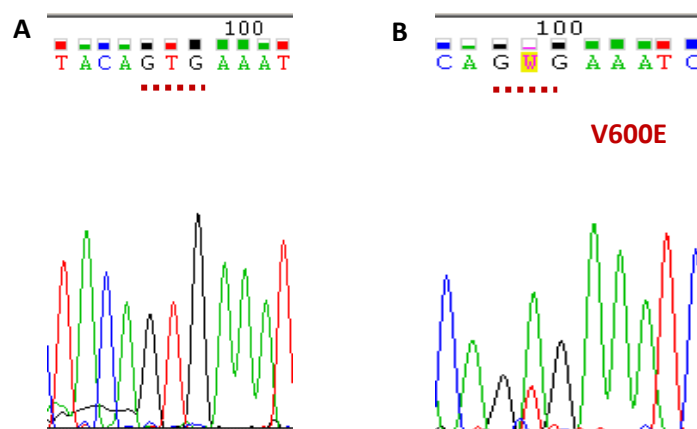 A
100
T A C A G T G A A A T
B
100
C A G W G A A A T C
V600E